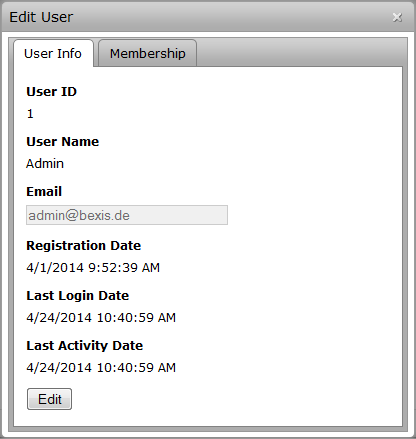 Edit User
User Info Membership
User ID
1
User Name
Admin
Email
admin@bexis.de
Registration Date
4/1/2014 9:52:39 AM
Last Login Date
4/24/2014 10:40:59 AM
Last Activity Date
4/24/2014 10:40:59 AM
Edit